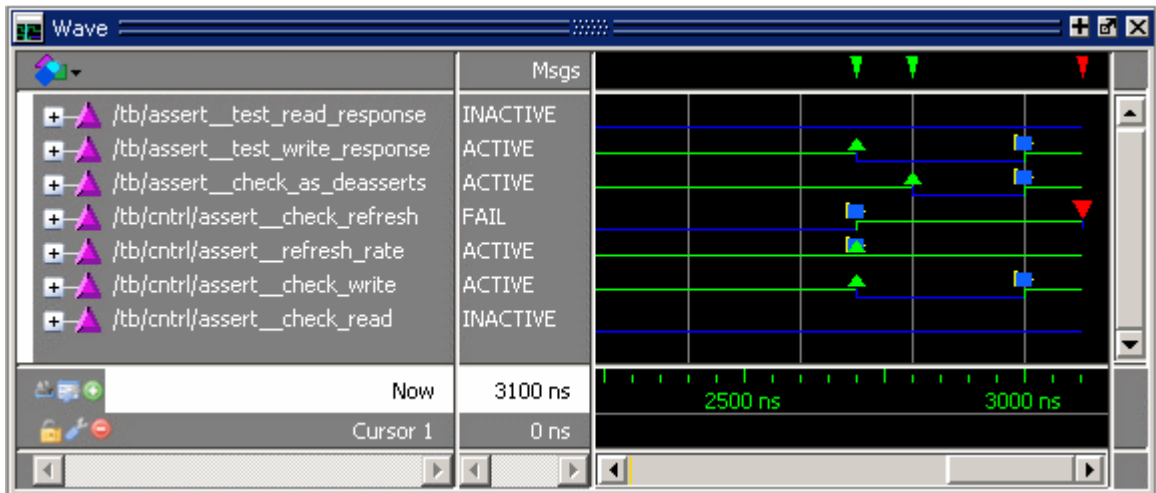 Wave
Msgs
/tb/assert__test_read_response INACTIVE
/tb/assert__test_write_response ACTIVE
/tb/assert__check_as_deasserts ACTIVE
/tb/cntrl/assert__check_refresh FAIL
/tb/cntrl/assert__refresh_rate ACTIVE
/tb/cntrl/assert__check_write ACTIVE
/tb/cntrl/assert__check_read INACTIVE
Now 3100 ns 2500 ns 3000 ns
Cursor 1 0 ns